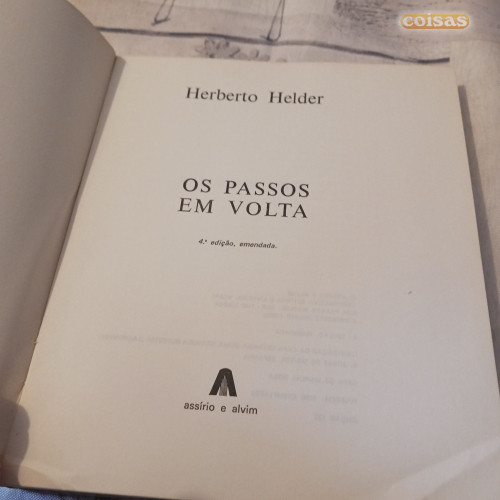 coisas
Herberto Helder
OS PASSOS
EM VOLTA
4.ª edição, emendada.
assírio e alvim